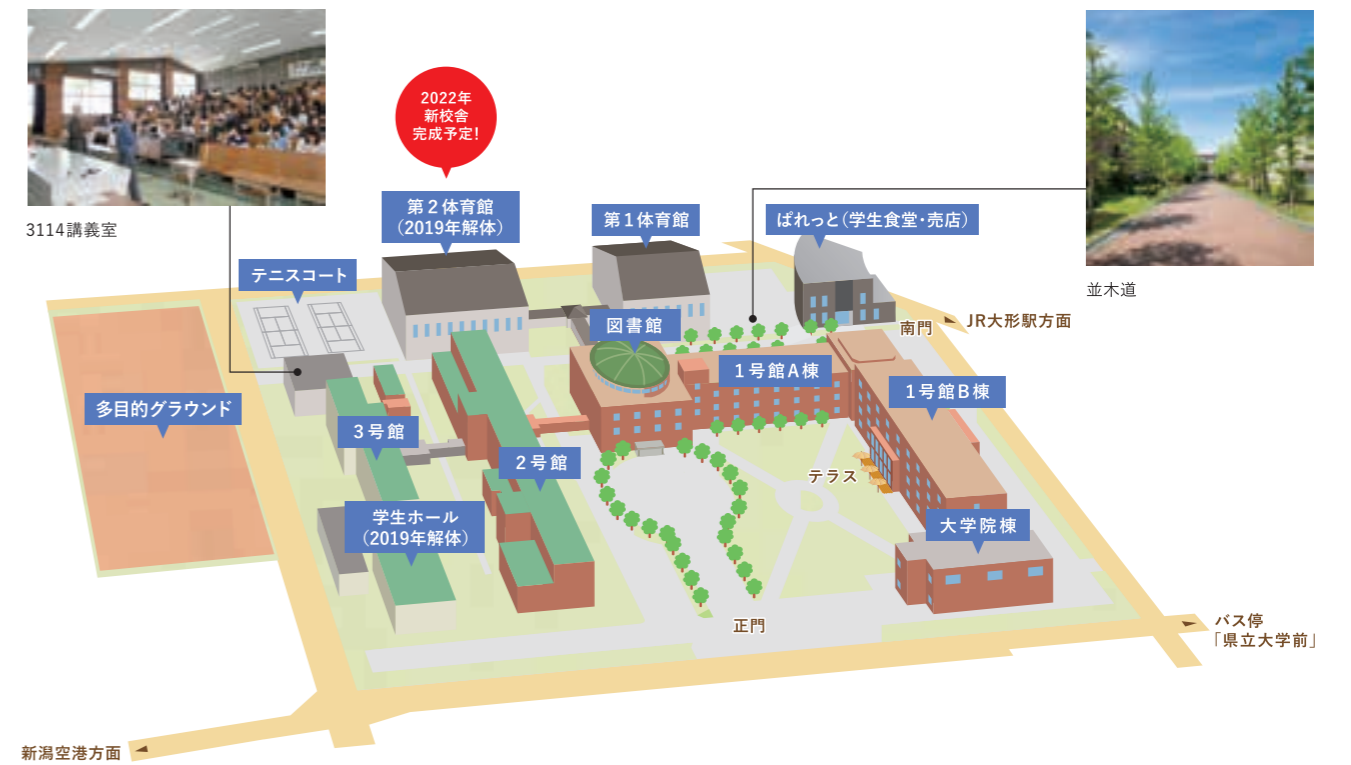 2022年
新校舎
完成予定!
第2体育館
(2019年解体)
第1体育館
ぱれっと(学生食堂・売店)
3114講義室
テニスコート
並木道
図書館
南門
JR大形駅方面
1号館A棟
1号館B棟
多目的グラウンド
3号館
2号館
テラス
学生ホール
(2019年解体)
大学院棟
正門
バス停
「県立大学前」
新潟空港方面